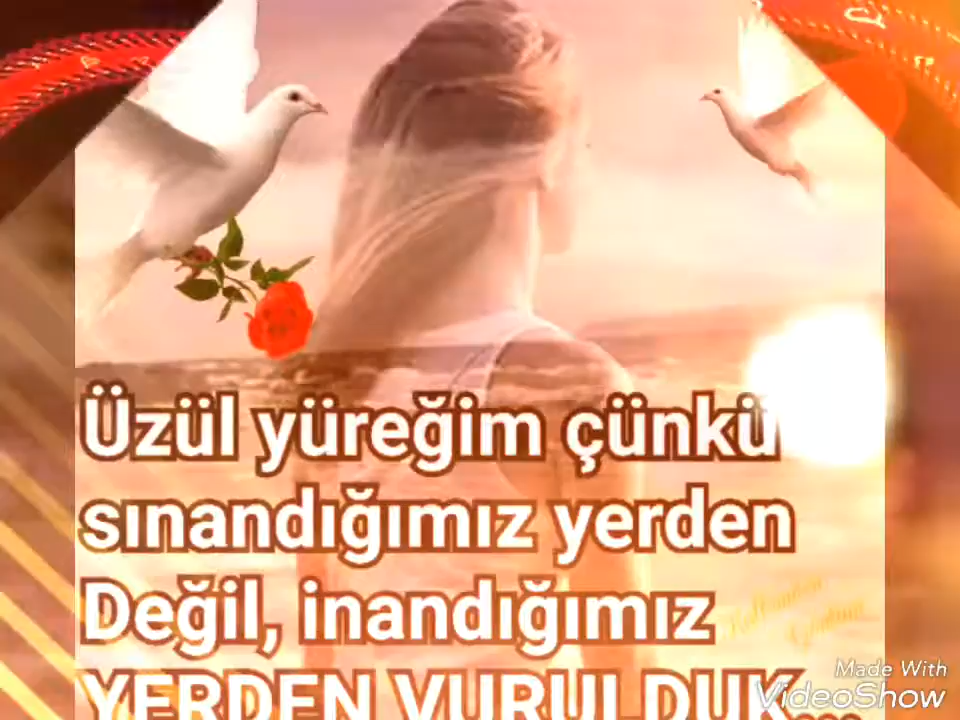 Üzül yüreğim çünkü
sınandığımız yerden
Değil, inandığımız
YERDEN VURULDUK..
Made With
VideoShow